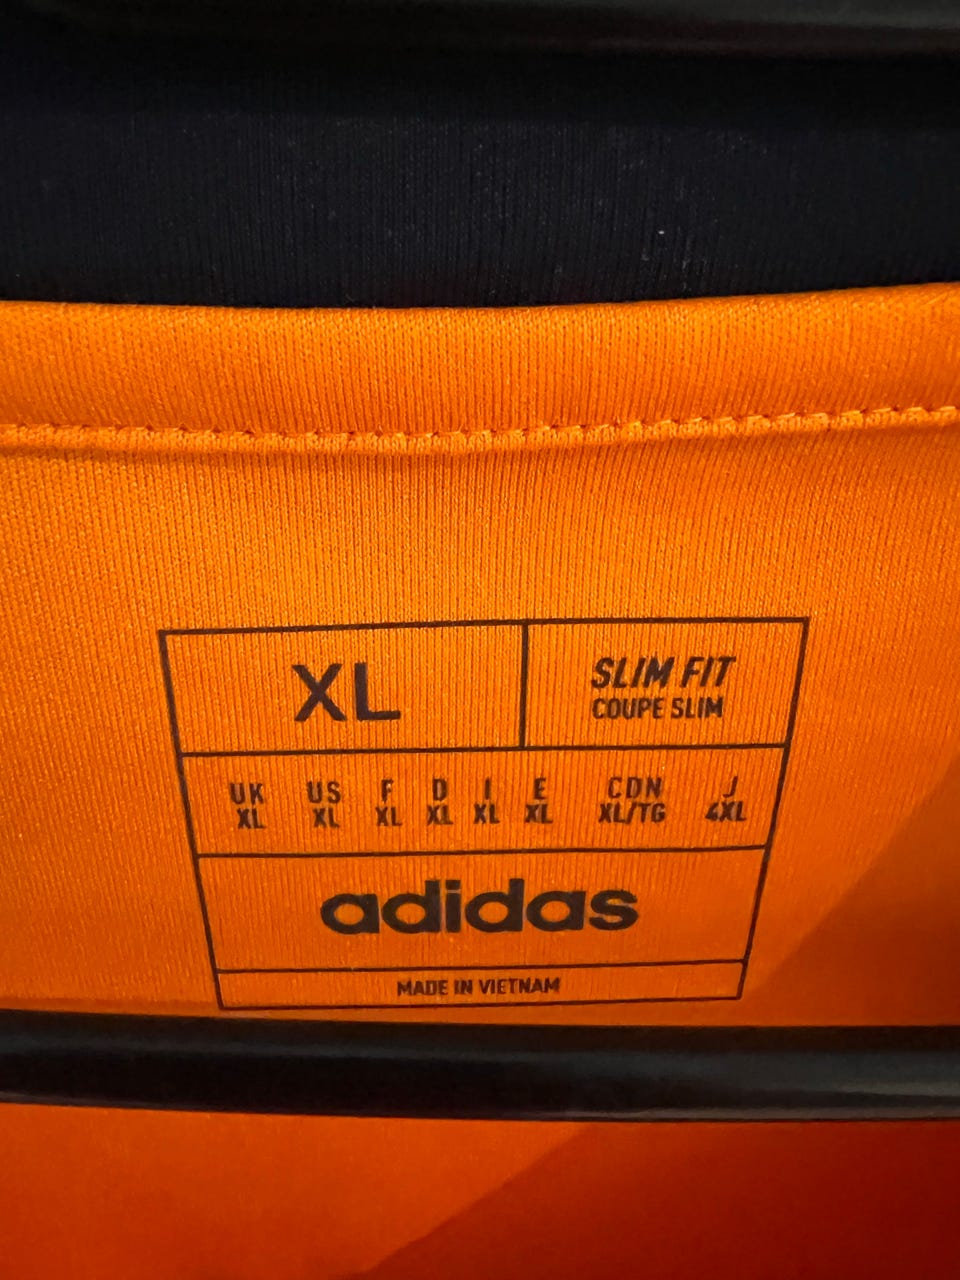 XL
SLIM FIT
COUPE SLIM
UK US F D I E CDN J
XL XL XL XL XL XL XL/TG 4XL
adidas
MADE IN VIETNAM